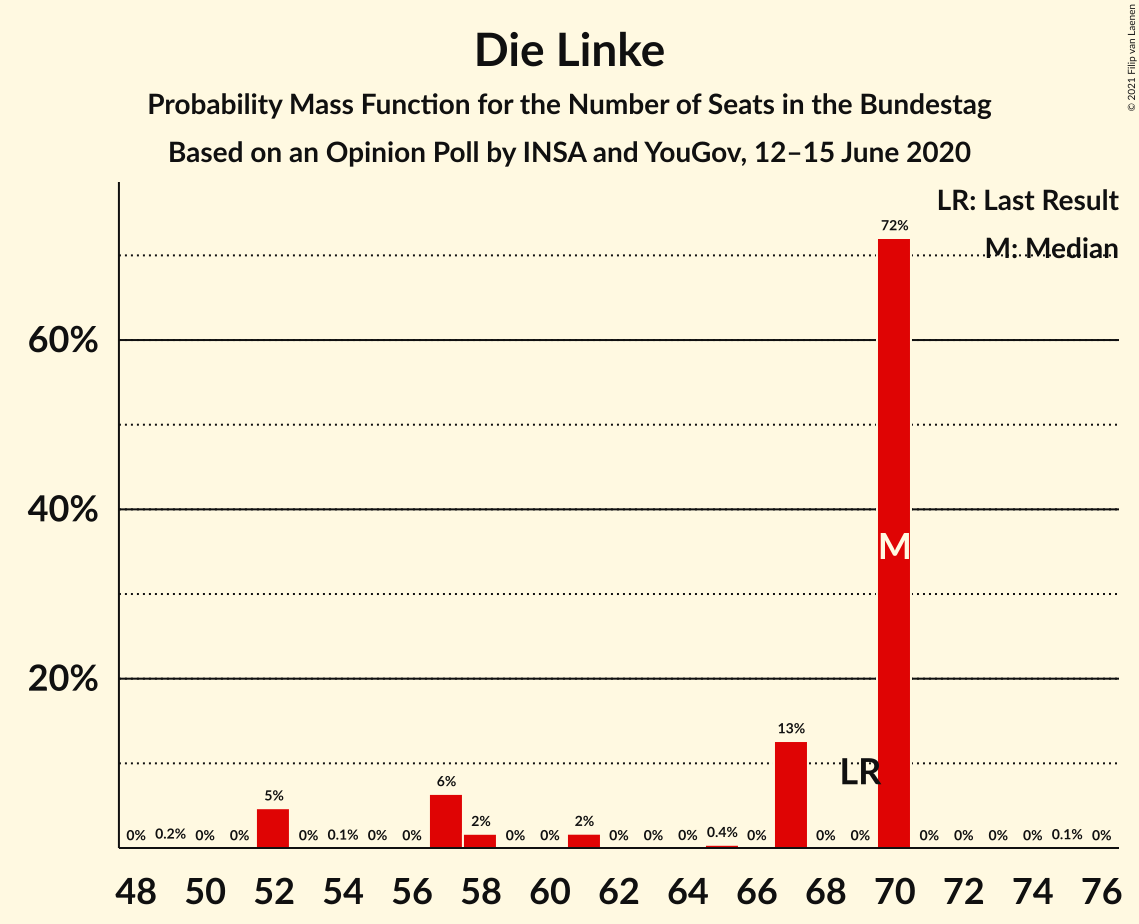 © 2021 Filip van Laenen
Die Linke
Probability Mass Function for the Number of Seats in the Bundestag
Based on an Opinion Poll by INSA and YouGov, 12–15 June 2020
LR: Last Result
M: Median
72%
60%
40%
M
20%
13%
LR
6%
5%
2% 2%
0% 0.2% 0% 0% 0% 0.1% 0% 0% 0% 0% 0% 0% 0% 0.4% 0% 0% 0% 0% 0% 0% 0% 0.1% 0%
48 50 52 54 56 58 60 62 64 66 68 70 72 74 76